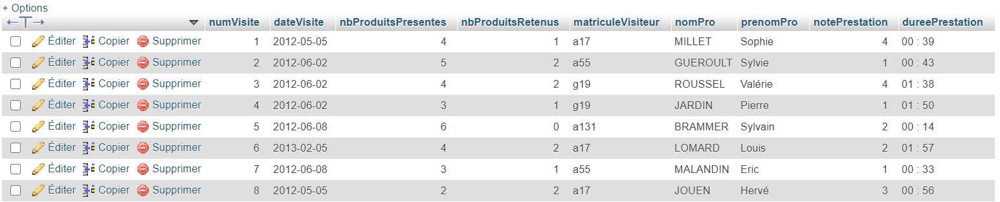 + Options
←T→ numVisite dateVisite nbProduitsPresentes nbProduitsRetenus matriculeVisiteur nomPro prenomPro notePrestation dureePrestation
Éditer Copier Supprimer 1 2012-05-05 4 1 a17 MILLET Sophie 4 00 : 39
Éditer Copier Supprimer 2 2012-06-02 5 2 a55 GUEROULT Sylvie 1 00 : 43
Éditer Copier Supprimer 3 2012-06-02 4 2 g19 ROUSSEL Valérie 4 01 : 38
Éditer Copier Supprimer 4 2012-06-02 3 1 g19 JARDIN Pierre 1 01 : 50
Éditer Copier Supprimer 5 2012-06-08 6 0 a131 BRAMMER Sylvain 2 00 : 14
Éditer Copier Supprimer 6 2013-02-05 4 2 a17 LOMARD Louis 2 01 : 57
Éditer Copier Supprimer 7 2012-06-08 3 1 a55 MALANDIN Eric 1 00 : 33
Éditer Copier Supprimer 8 2012-05-05 2 2 a17 JOUEN Hervé 3 00 : 56